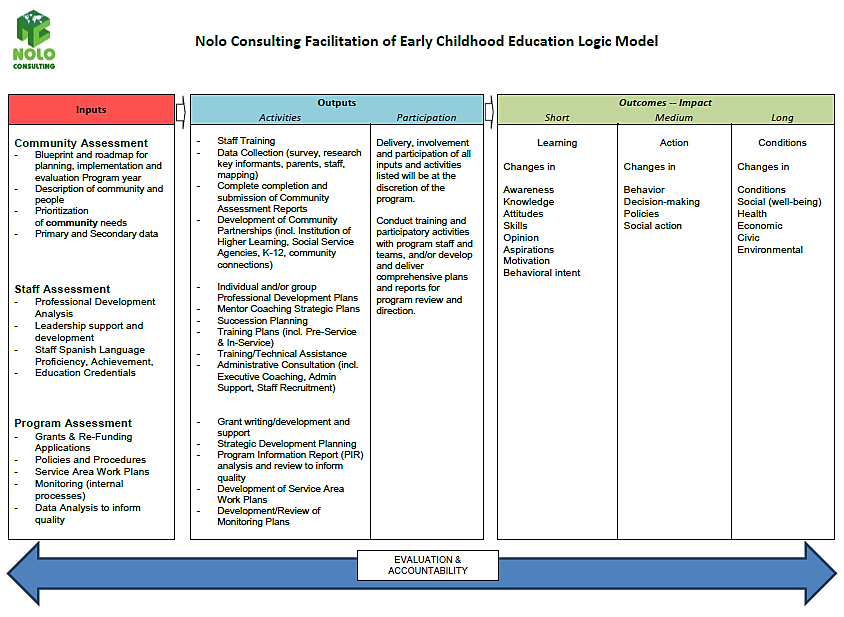 NOLO
CONSULTING
Nolo Consulting Facilitation of Early Childhood Education Logic Model
Inputs
Community Assessment
- Blueprint and roadmap for
planning, implementation and
evaluation Program year
- Description of community and
people
- Prioritization
of community needs
- Primary and Secondary data
Staff Assessment
- Professional Development
Analysis
- Leadership support and
development
- Staff Spanish Language
Proficiency, Achievement,
- Education Credentials
Program Assessment
- Grants & Re-Funding
Applications
- Policies and Procedures
- Service Area Work Plans
- Monitoring (internal
processes)
- Data Analysis to inform
quality
Outputs
Activities
- Staff Training
- Data Collection (survey, research
key informants, parents, staff,
mapping)
- Complete completion and
submission of Community
Assessment Reports
- Development of Community
Partnerships (incl. Institution of
Higher Learning, Social Service
Agencies, K-12, community
connections)
- Individual and/or group
Professional Development Plans
- Mentor Coaching Strategic Plans
- Succession Planning
- Training Plans (incl. Pre-Service
& In-Service)
- Training/Technical Assistance
- Administrative Consultation (incl.
Executive Coaching, Admin
Support, Staff Recruitment)
- Grant writing/development and
support
- Strategic Development Planning
- Program Information Report (PIR)
analysis and review to inform
quality
- Development of Service Area
Work Plans
- Development/Review of
Monitoring Plans
Participation
Delivery, involvement
and participation of all
inputs and activities
listed will be at the
discretion of the
program.
Conduct training and
participatory activities
with program staff and
teams, and/or develop
and deliver
comprehensive plans
and reports for
program review and
direction.
Outcomes -- Impact
Short
Learning
Changes in
Awareness
Knowledge
Attitudes
Skills
Opinion
Aspirations
Motivation
Behavioral intent
Medium
Action
Changes in
Behavior
Decision-making
Policies
Social action
Long
Conditions
Changes in
Conditions
Social (well-being)
Health
Economic
Civic
Environmental
EVALUATION &
ACCOUNTABILITY